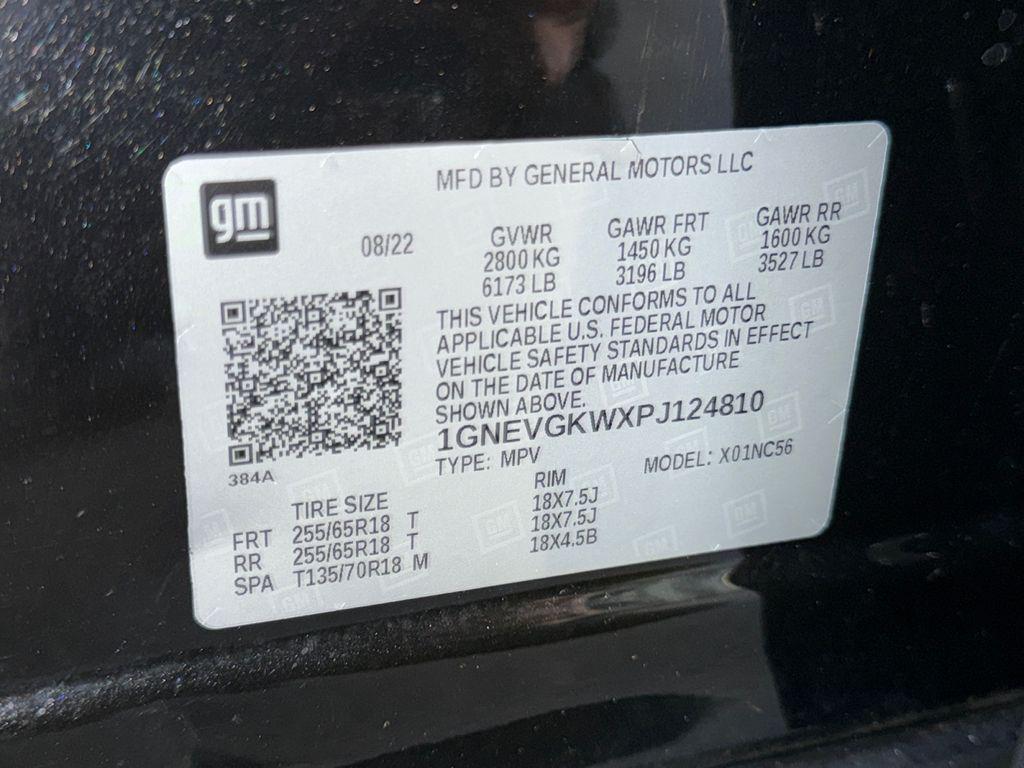 gm
MFD BY GENERAL MOTORS LLC
08/22
GVWR
2800 KG
6173 LB
GAWR FRT
1450 KG
3196 LB
GAWR RR
1600 KG
3527 LB
THIS VEHICLE CONFORMS TO ALL
APPLICABLE U.S. FEDERAL MOTOR
VEHICLE SAFETY STANDARDS IN EFFECT
ON THE DATE OF MANUFACTURE
SHOWN ABOVE.
1GNEVGKWXPJ124810
TYPE: MPV MODEL: X01NC56
384A
TIRE SIZE RIM
FRT 255/65R18 T 18X7.5J
RR 255/65R18 T 18X7.5J
SPA T135/70R18 M 18X4.5B